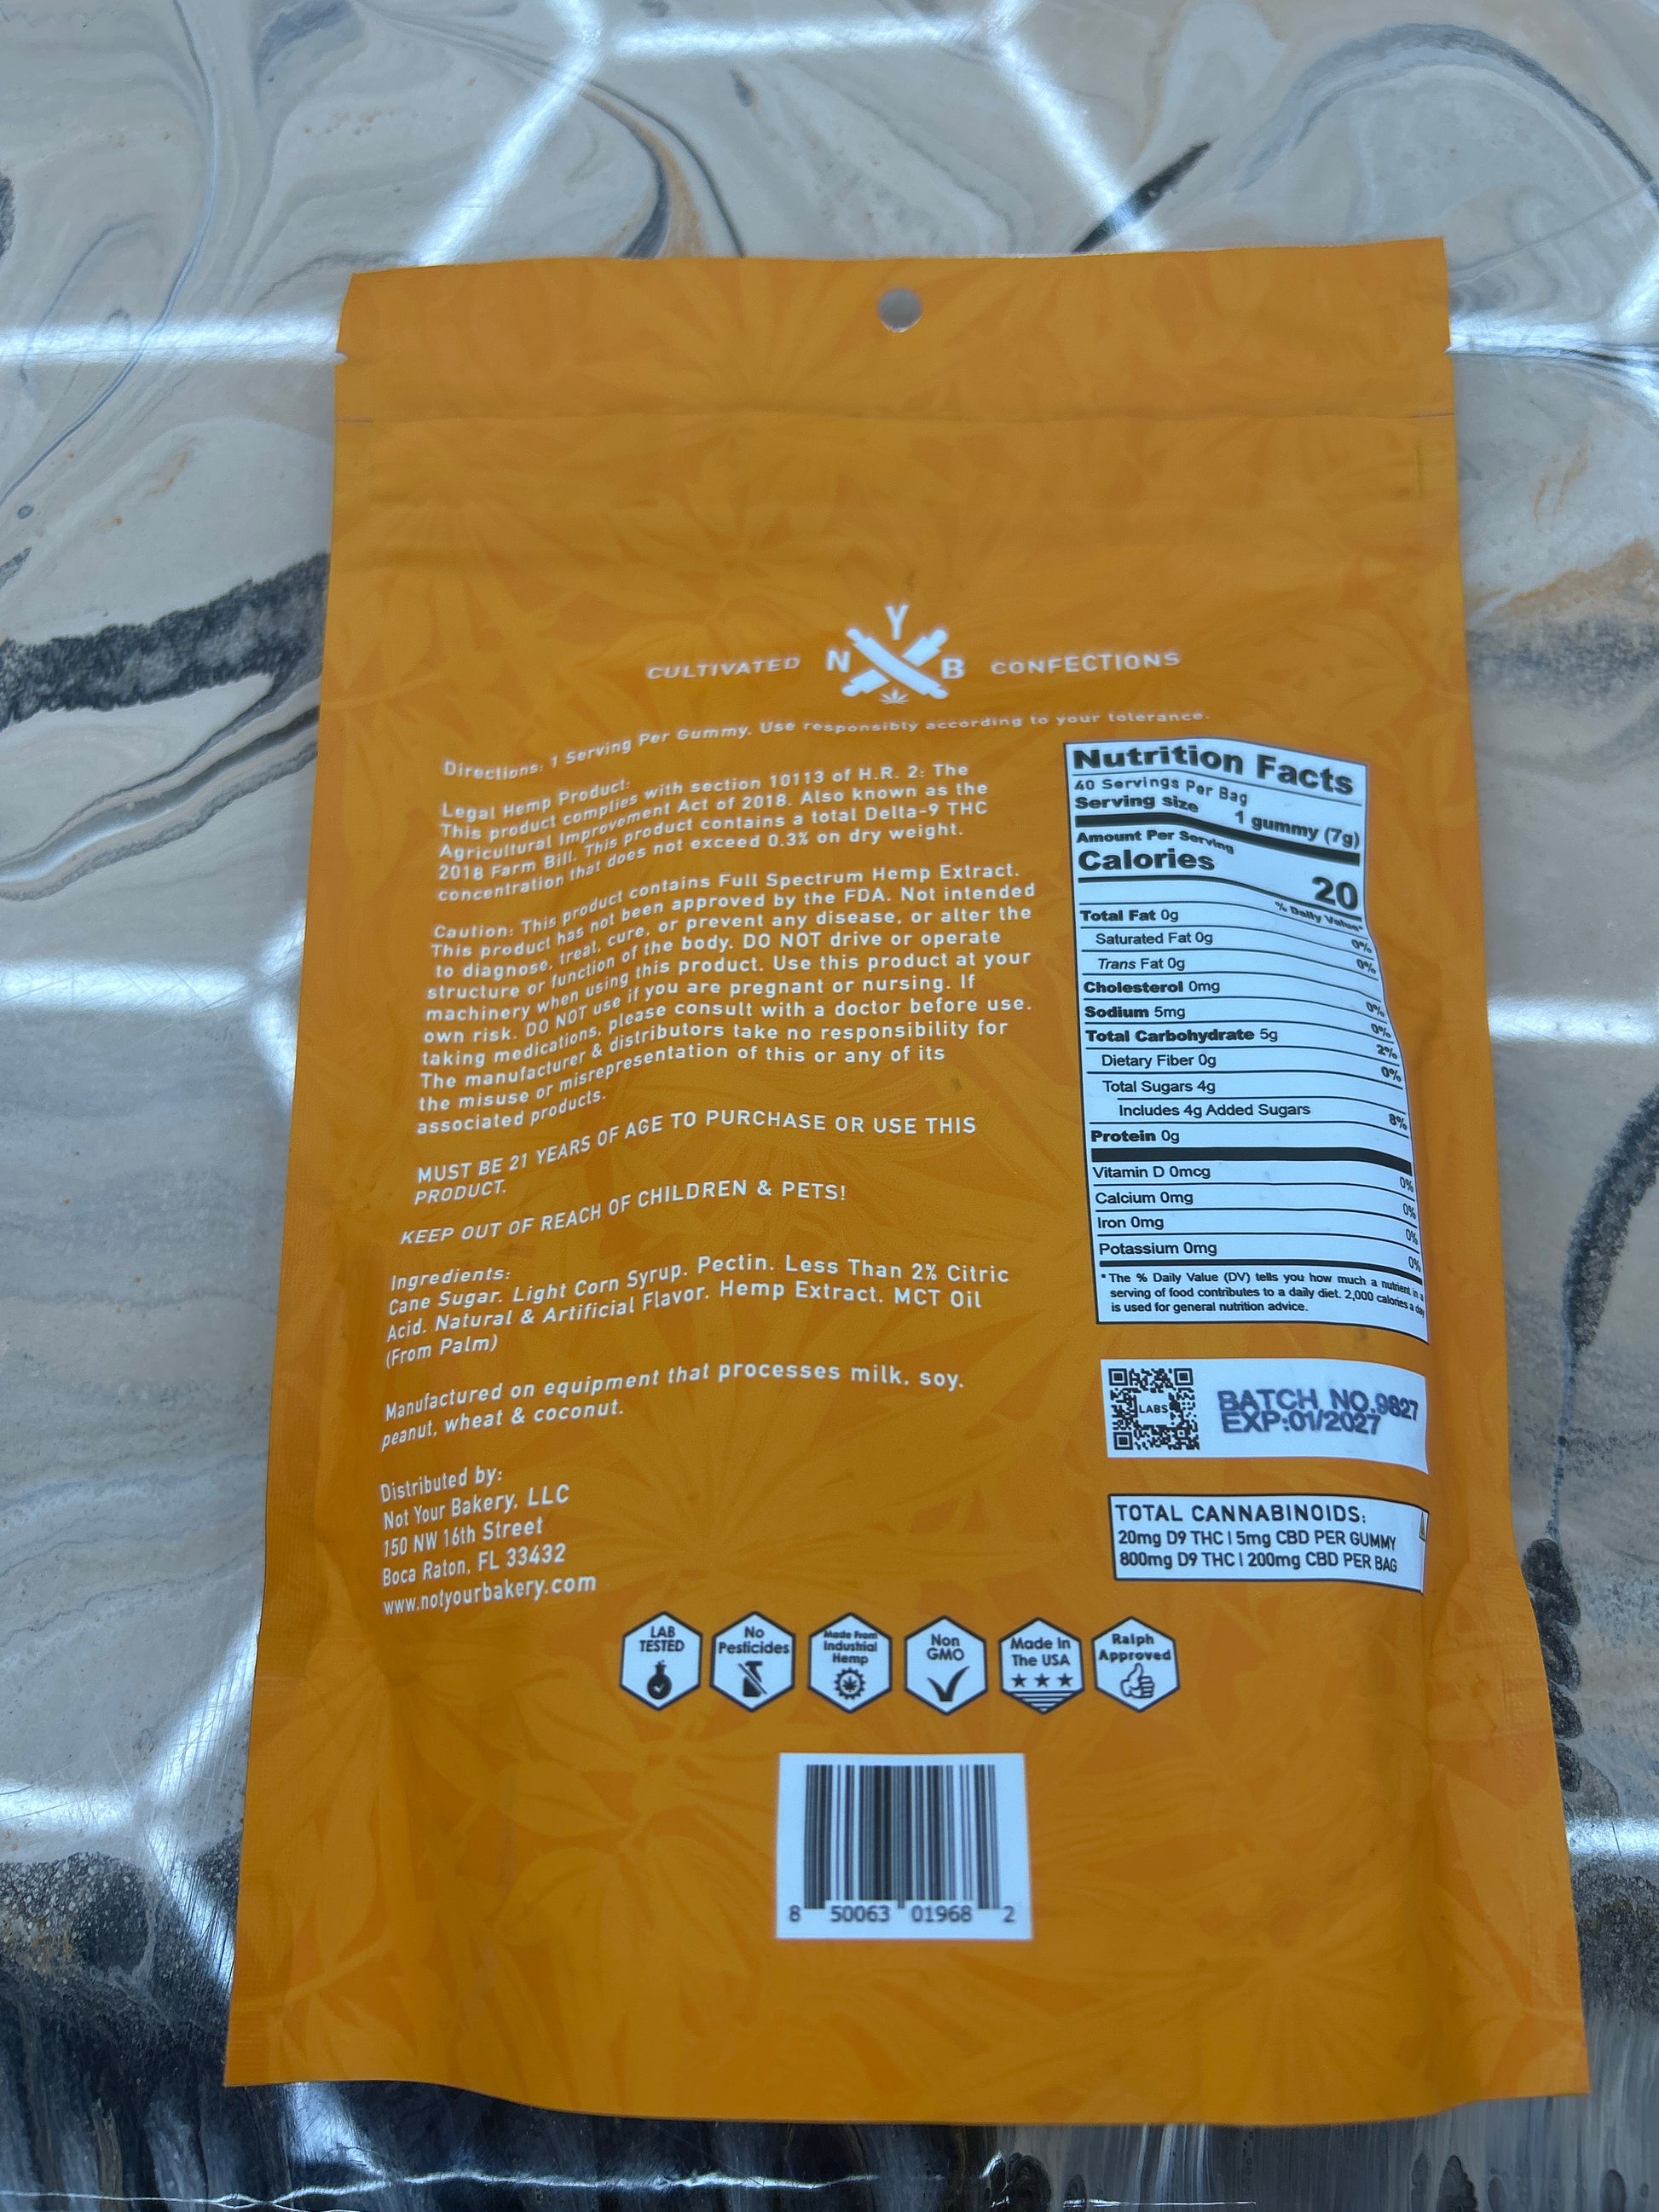 Y
CULTIVATED N B CONFECTIONS
Directions: 1 Serving Per Gummy. Use responsibly according to your tolerance.
Legal Hemp Product:
This product complies with section 10113 of H.R. 2: The
Agricultural Improvement Act of 2018. Also known as the
2018 Farm Bill. This product contains a total Delta-9 THC
concentration that does not exceed 0.3% on dry weight.
Caution: This product contains Full Spectrum Hemp Extract.
This product has not been approved by the FDA. Not intended
to diagnose, treat, cure, or prevent any disease, or alter the
structure or function of the body. DO NOT drive or operate
machinery when using this product. Use this product at your
own risk. DO NOT use if you are pregnant or nursing. If
taking medications, please consult with a doctor before use.
The manufacturer & distributors take no responsibility for
the misuse or misrepresentation of this or any of its
associated products.
MUST BE 21 YEARS OF AGE TO PURCHASE OR USE THIS
PRODUCT.
KEEP OUT OF REACH OF CHILDREN & PETS!
Ingredients:
Cane Sugar. Light Corn Syrup. Pectin. Less Than 2% Citric
Acid. Natural & Artificial Flavor. Hemp Extract. MCT Oil
(From Palm)
Manufactured on equipment that processes milk, soy,
peanut, wheat & coconut.
Distributed by:
Not Your Bakery, LLC
150 NW 16th Street
Boca Raton, FL 33432
www.notyourbakery.com
Nutrition Facts
40 Servings Per Bag
Serving size 1 gummy (7g)
Amount Per Serving
Calories 20
% Daily Value*
Total Fat 0g 0%
Saturated Fat 0g 0%
Trans Fat 0g
Cholesterol 0mg 0%
Sodium 5mg 0%
Total Carbohydrate 5g 2%
Dietary Fiber 0g 0%
Total Sugars 4g
Includes 4g Added Sugars 8%
Protein 0g
Vitamin D 0mcg 0%
Calcium 0mg 0%
Iron 0mg 0%
Potassium 0mg 0%
*The % Daily Value (DV) tells you how much a nutrient in a
serving of food contributes to a daily diet. 2,000 calories a day
is used for general nutrition advice.
LABS
BATCH NO.9827
EXP:01/2027
TOTAL CANNABINOIDS:
20mg D9 THC | 5mg CBD PER GUMMY
800mg D9 THC | 200mg CBD PER BAG
LAB TESTED
No Pesticides
Made From Industrial Hemp
Non GMO
Made In The USA
Ralph Approved
8 50063 01968 2